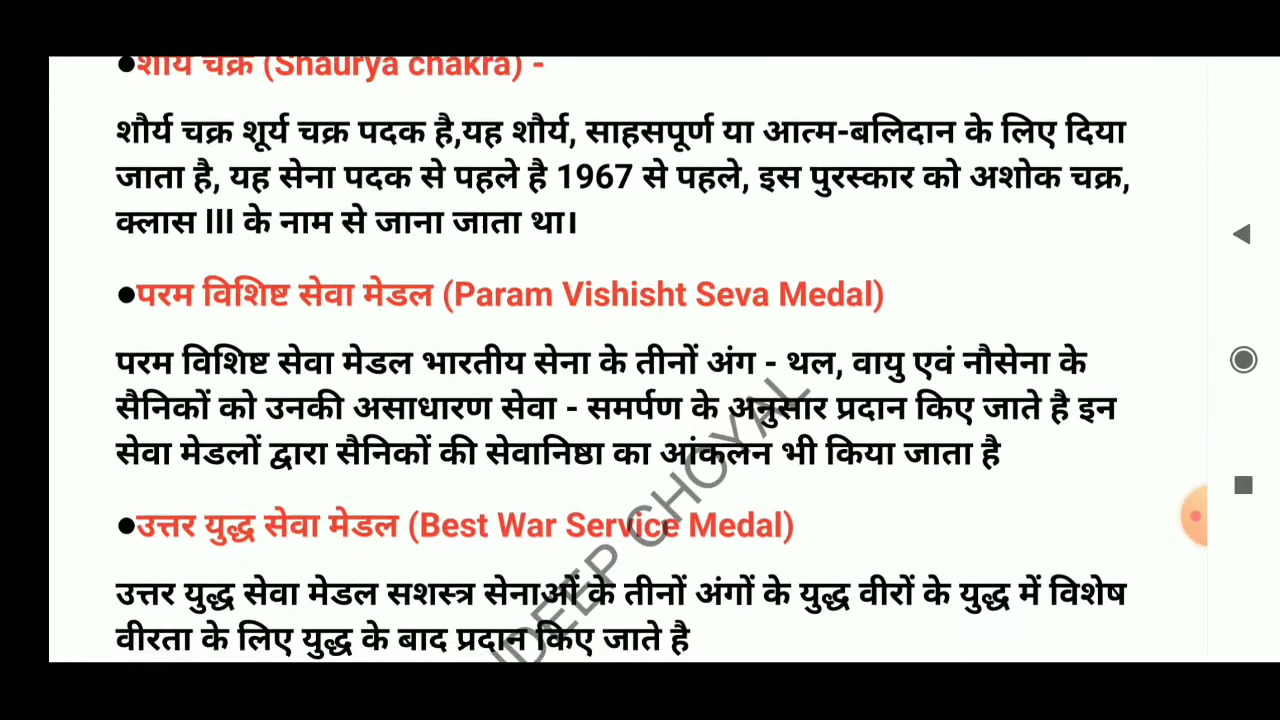 ●शौर्य चक्र (Shaurya chakra) -
शौर्य चक्र शूर्य चक्र पदक है,यह शौर्य, साहसपूर्ण या आत्म-बलिदान के लिए दिया
जाता है, यह सेना पदक से पहले है 1967 से पहले, इस पुरस्कार को अशोक चक्र,
क्लास III के नाम से जाना जाता था।
●परम विशिष्ट सेवा मेडल (Param Vishisht Seva Medal)
परम विशिष्ट सेवा मेडल भारतीय सेना के तीनों अंग - थल, वायु एवं नौसेना के
सैनिकों को उनकी असाधारण सेवा - समर्पण के अनुसार प्रदान किए जाते है इन
सेवा मेडलों द्वारा सैनिकों की सेवानिष्ठा का आंकलन भी किया जाता है
●उत्तर युद्ध सेवा मेडल (Best War Service Medal)
उत्तर युद्ध सेवा मेडल सशस्त्र सेनाओं के तीनों अंगों के युद्ध वीरों के युद्ध में विशेष
वीरता के लिए युद्ध के बाद प्रदान किए जाते है
CHOYAL